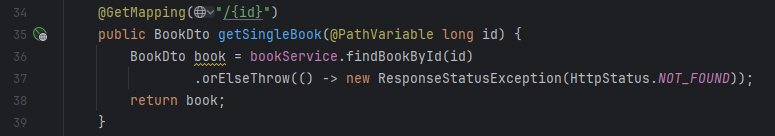 34 @GetMapping("/{id}")
35 public BookDto getSingleBook(@PathVariable long id) {
36 BookDto book = bookService.findBookById(id)
37 .orElseThrow(() -> new ResponseStatusException(HttpStatus.NOT_FOUND));
38 return book;
39 }